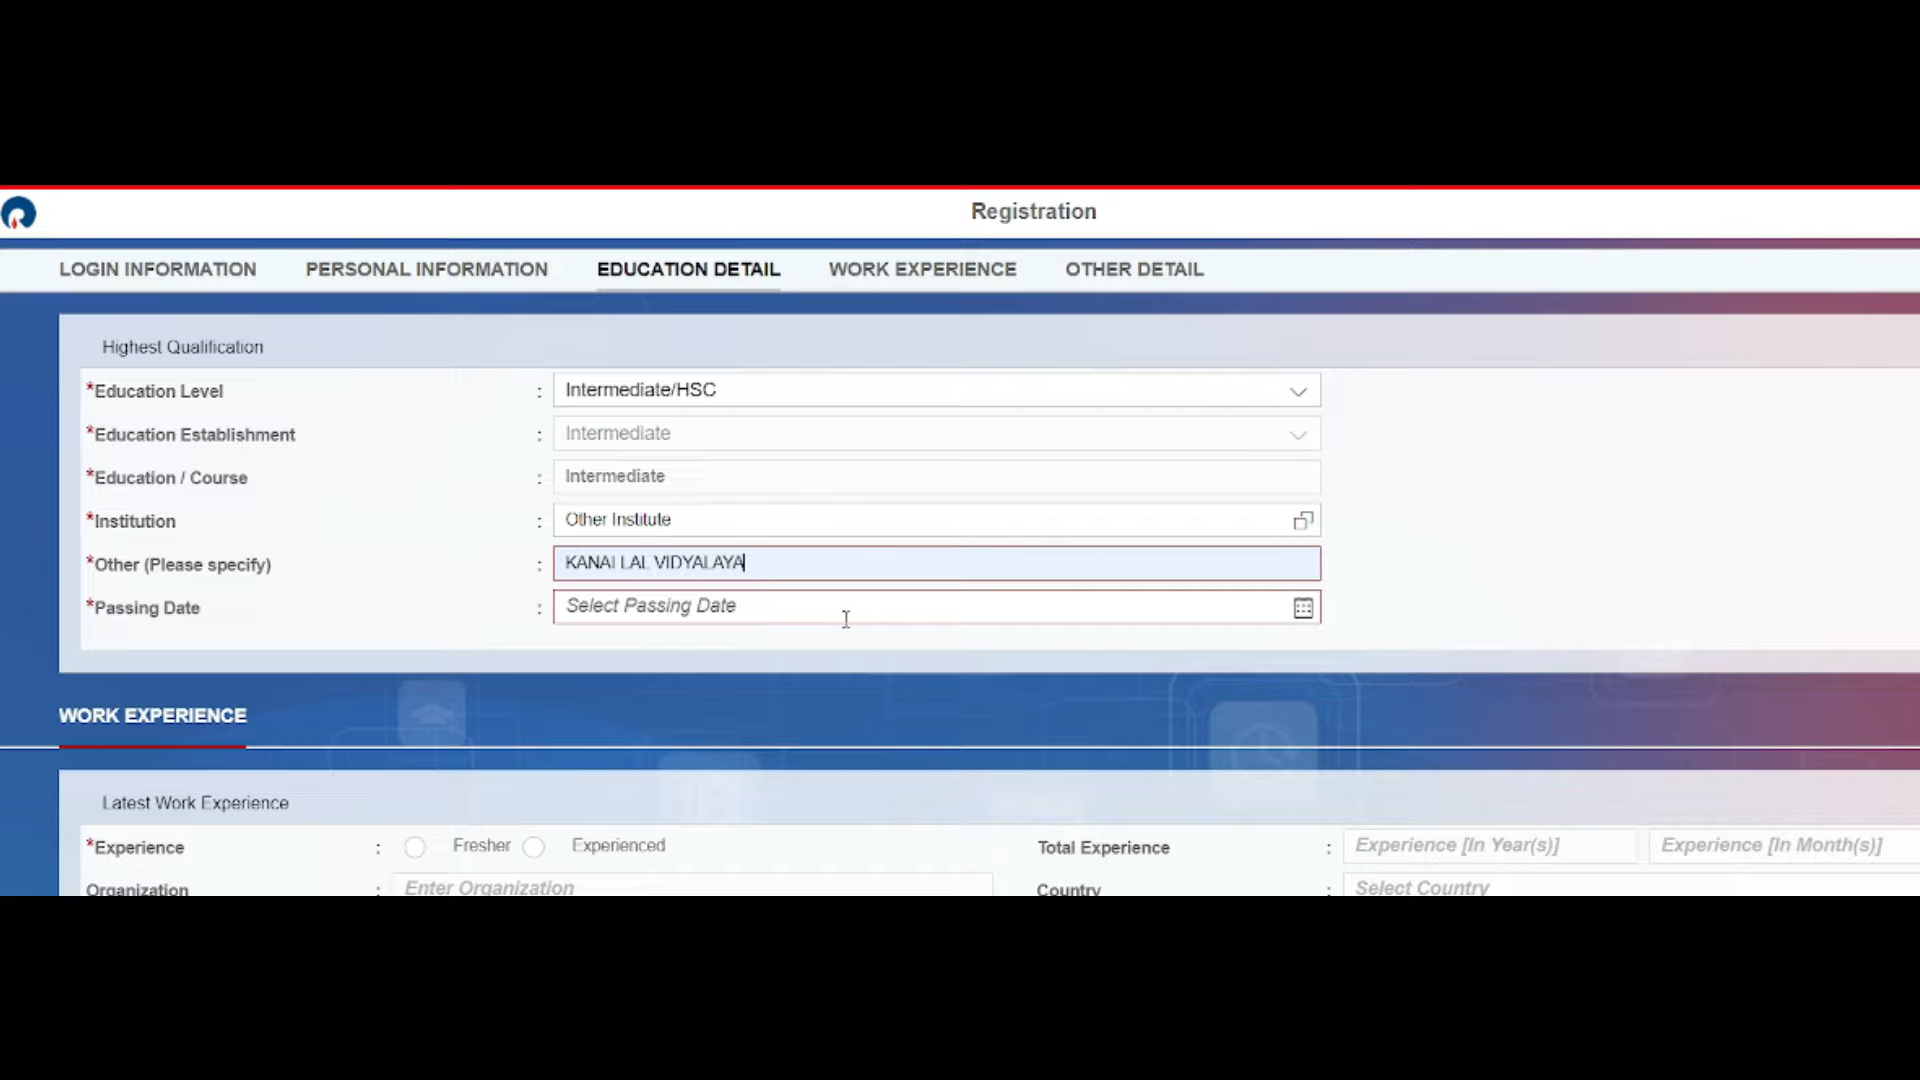 Registration
LOGIN INFORMATION PERSONAL INFORMATION EDUCATION DETAIL WORK EXPERIENCE OTHER DETAIL
Highest Qualification
*Education Level : Intermediate/HSC
*Education Establishment : Intermediate
*Education / Course : Intermediate
*Institution : Other Institute
*Other (Please specify) : KANAI LAL VIDYALAYA
*Passing Date : Select Passing Date
WORK EXPERIENCE
Latest Work Experience
*Experience : Fresher Experienced Total Experience : Experience [In Year(s)] Experience [In Month(s)]
Organization : Enter Organization Country : Select Country